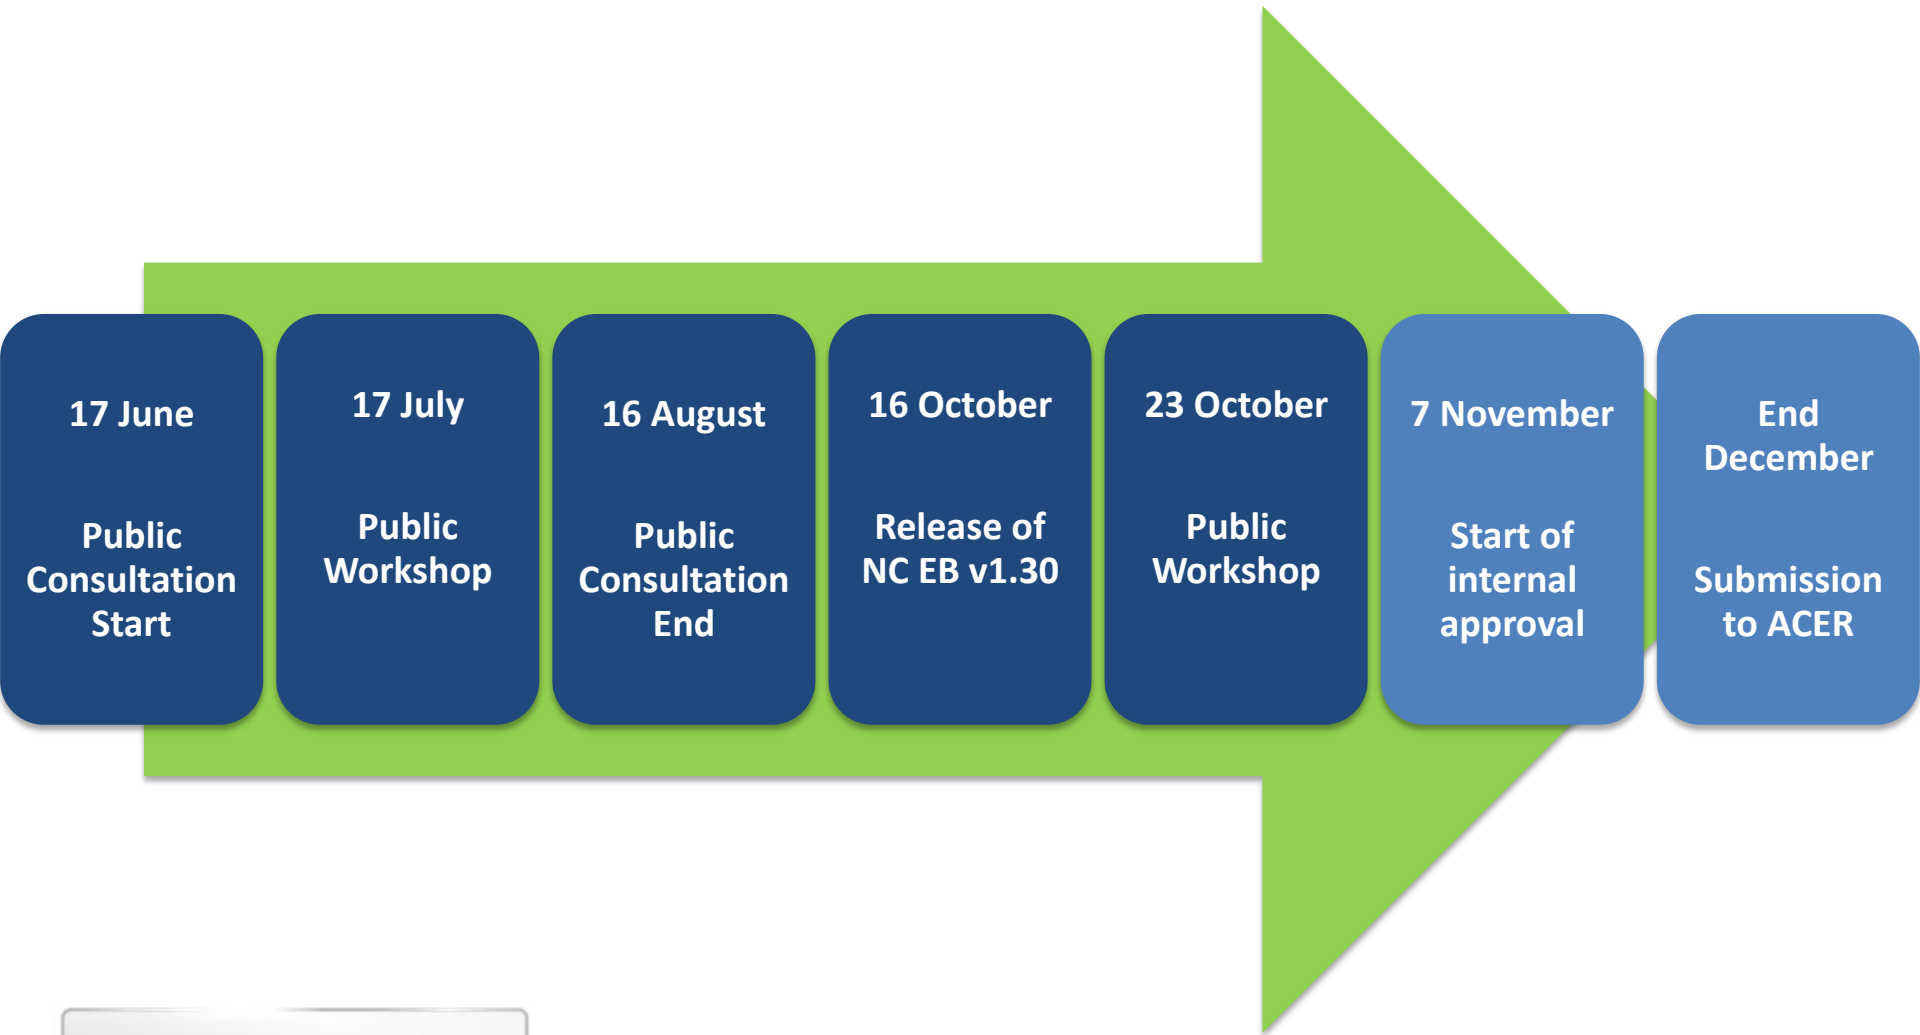 17 June
Public
Consultation
Start
17 July
Public
Workshop
16 August
Public
Consultation
End
16 October
Release of
NC EB v1.30
23 October
Public
Workshop
7 November
Start of
internal
approval
End
December
Submission
to ACER